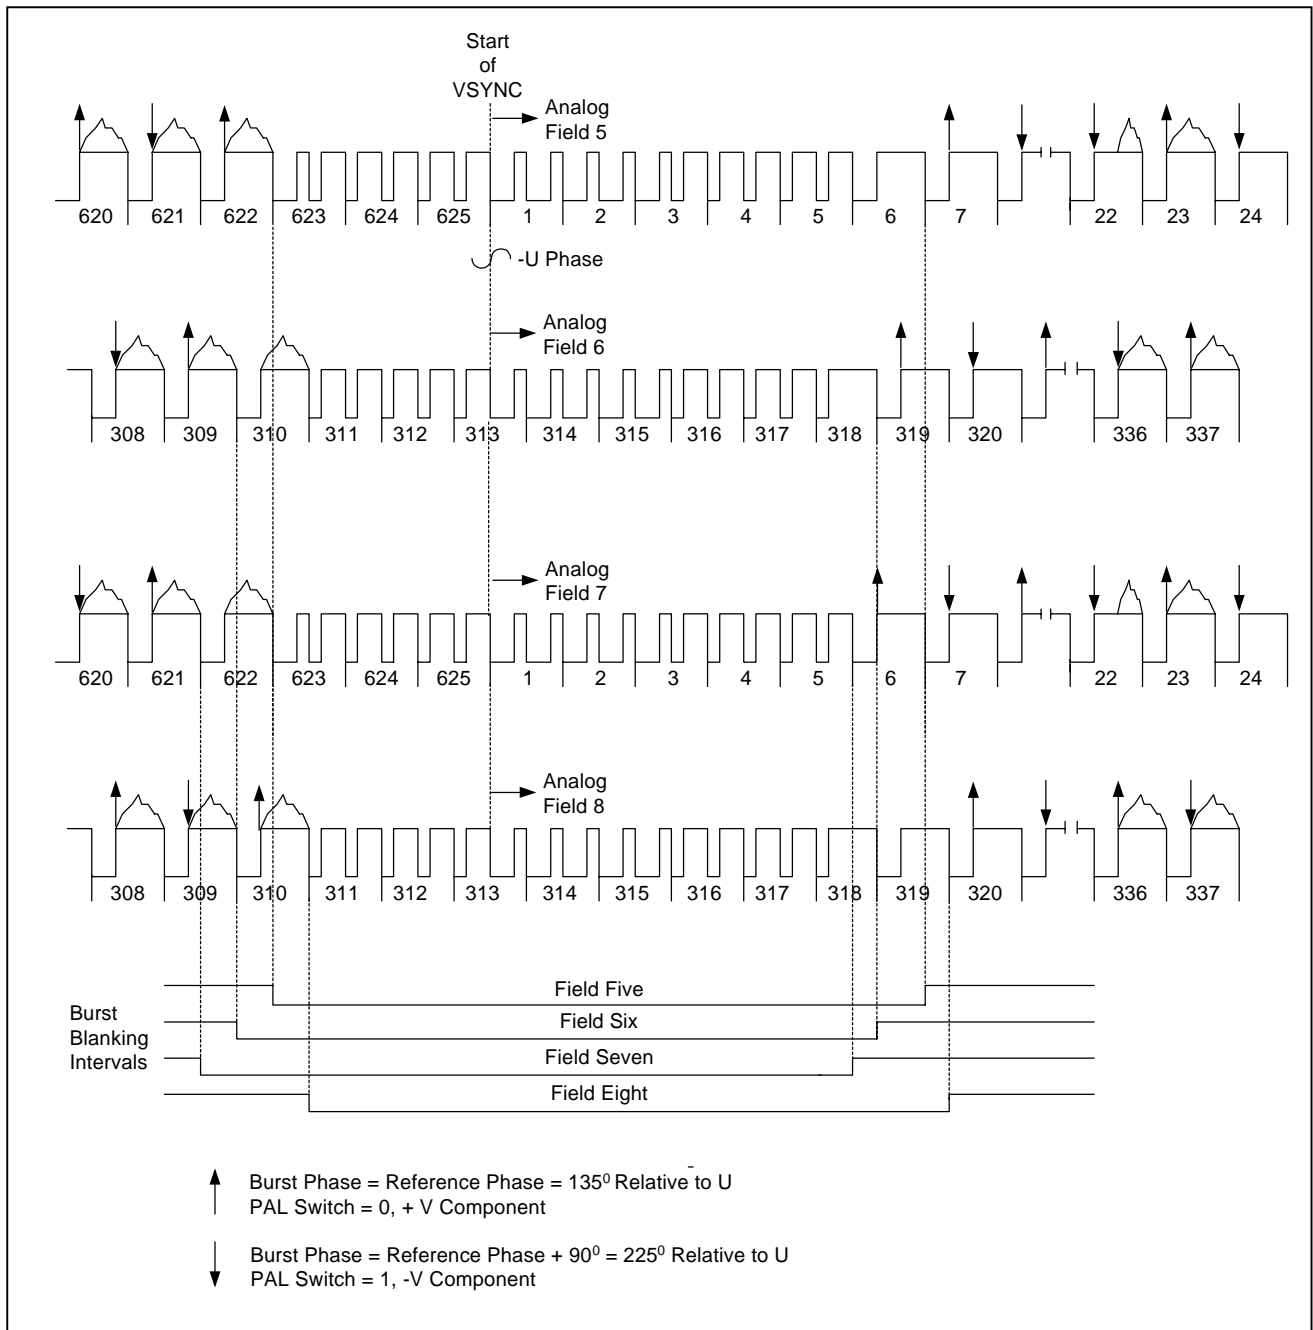 Start
of
VSYNC
Analog
Field 5
620 621 622 623 624 625 1 2 3 4 5 6 7 22 23 24
-U Phase
Analog
Field 6
308 309 310 311 312 313 314 315 316 317 318 319 320 336 337
Analog
Field 7
620 621 622 623 624 625 1 2 3 4 5 6 7 22 23 24
Analog
Field 8
308 309 310 311 312 313 314 315 316 317 318 319 320 336 337
Burst
Blanking
Intervals
Field Five
Field Six
Field Seven
Field Eight
Burst Phase = Reference Phase = 135⁰ Relative to U
PAL Switch = 0, + V Component
Burst Phase = Reference Phase + 90⁰ = 225⁰ Relative to U
PAL Switch = 1, -V Component